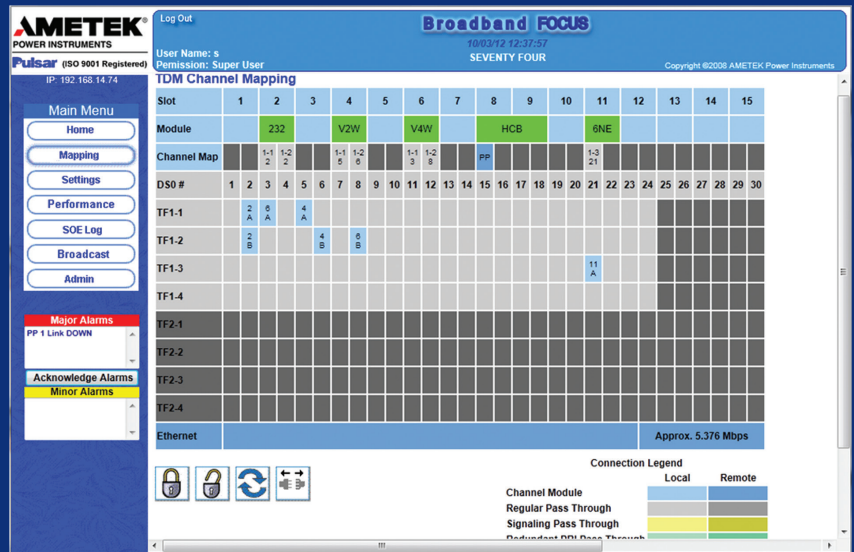 AMETEK®
POWER INSTRUMENTS
Pulsar (ISO 9001 Registered)
IP: 192.168.14.74
Main Menu
Home
Mapping
Settings
Performance
SOE Log
Broadcast
Admin
Major Alarms
PP 1 Link DOWN
Acknowledge Alarms
Minor Alarms
Log Out
User Name: s
Permission: Super User
Broadband FOCUS
10/03/12 12:37:57
SEVENTY FOUR
Copyright ©2008 AMETEK Power Instruments
TDM Channel Mapping
Slot 1 2 3 4 5 6 7 8 9 10 11 12 13 14 15
Module 232 V2W V4W HCB 6NE
Channel Map 1-1 2 1-2 2 1-1 5 1-2 6 1-1 3 1-2 8 PP 1-3 21
DS0 # 1 2 3 4 5 6 7 8 9 10 11 12 13 14 15 16 17 18 19 20 21 22 23 24 25 26 27 28 29 30
TF1-1 2 A 6 A 4 A
TF1-2 2 B 4 B 6 B
TF1-3 11 A
TF1-4
TF2-1
TF2-2
TF2-3
TF2-4
Ethernet Approx. 5.376 Mbps
Connection Legend
Local Remote
Channel Module
Regular Pass Through
Signaling Pass Through
Redundant PRI Pass Through